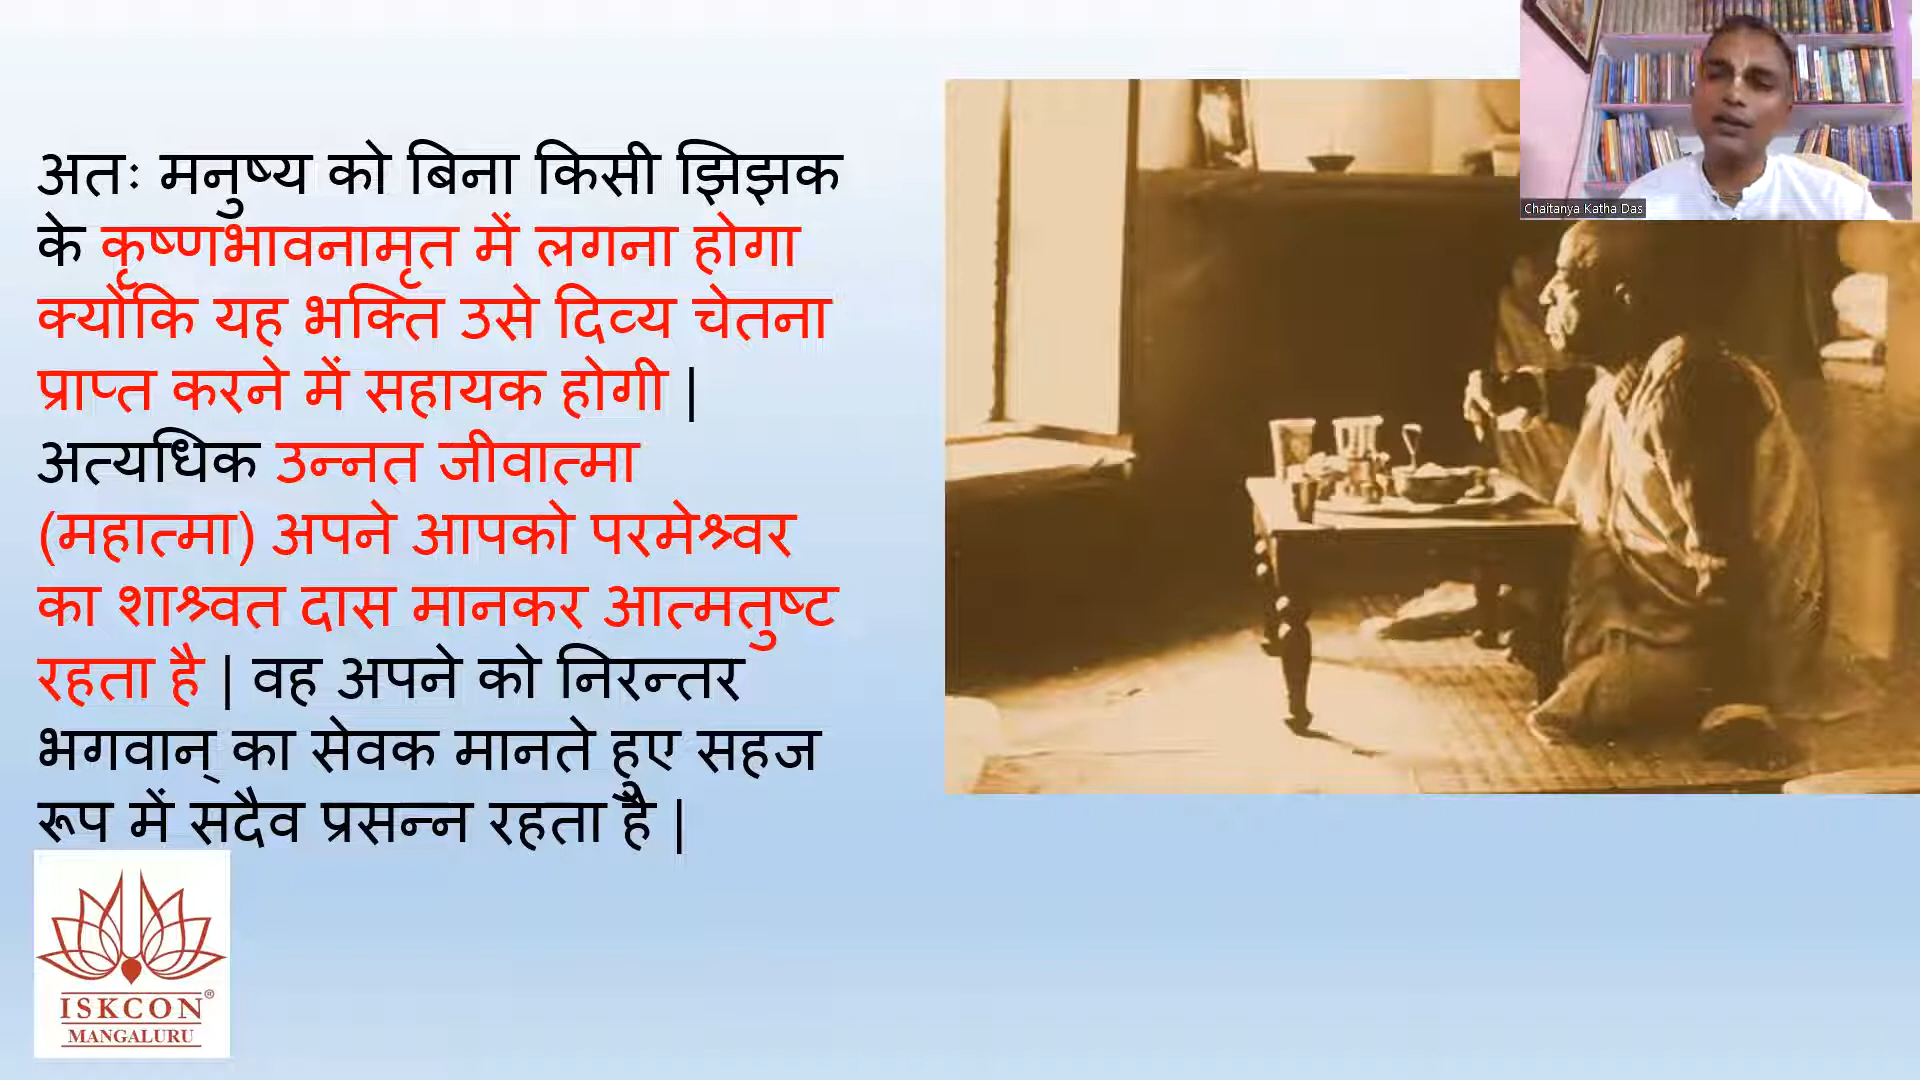 अतः मनुष्य को बिना किसी झिझक
के कृष्णभावनामृत में लगना होगा
क्योंकि यह भक्ति उसे दिव्य चेतना
प्राप्त करने में सहायक होगी |
अत्यधिक उन्नत जीवात्मा
(महात्मा) अपने आपको परमेश्र्वर
का शाश्र्वत दास मानकर आत्मतुष्ट
रहता है | वह अपने को निरन्तर
भगवान् का सेवक मानते हुए सहज
रूप में सदैव प्रसन्न रहता है |
Chaitanya Katha Das
ISKCON®
MANGALURU